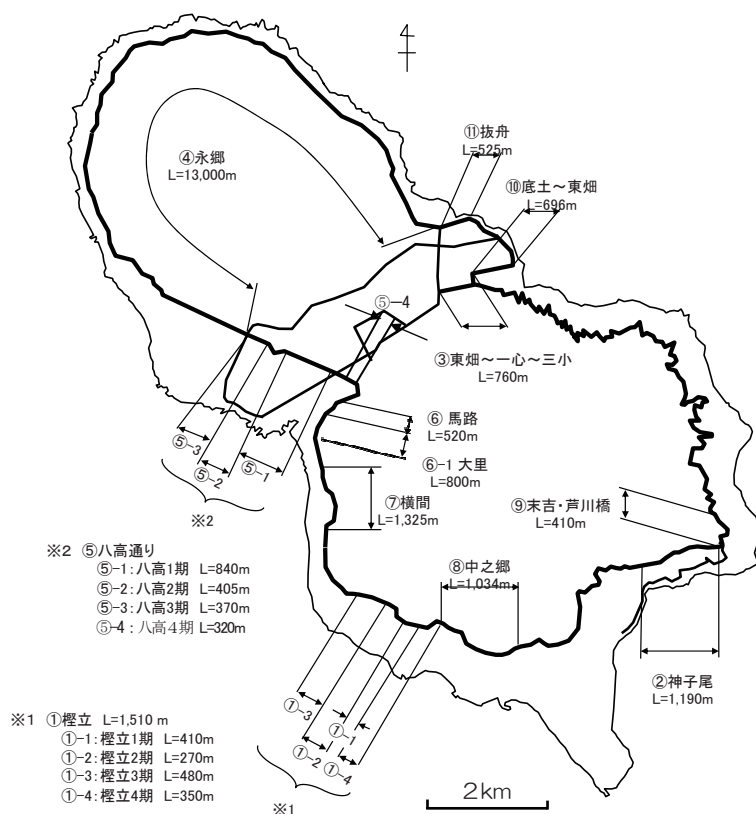 4
⑪抜舟
L=525m
④永郷
L=13,000m
⑩底土～東畑
L=696m
⑤-4
③東畑～一心～三小
L=760m
⑥ 馬路
L=520m
⑥-1 大里
L=800m
⑤-3
⑤-2
⑤-1
※2
⑦横間
L=1,325m
⑨末吉・芦川橋
L=410m
※2 ⑤八高通り
⑤-1:八高1期 L=840m
⑤-2:八高2期 L=405m
⑤-3:八高3期 L=370m
⑤-4:八高4期 L=320m
⑧中之郷
L=1,034m
②神子尾
L=1,190m
①-3
①-1
①-2
①-4
※1
※1 ①樫立 L=1,510 m
①-1:樫立1期 L=410m
①-2:樫立2期 L=270m
①-3:樫立3期 L=480m
①-4:樫立4期 L=350m
2km